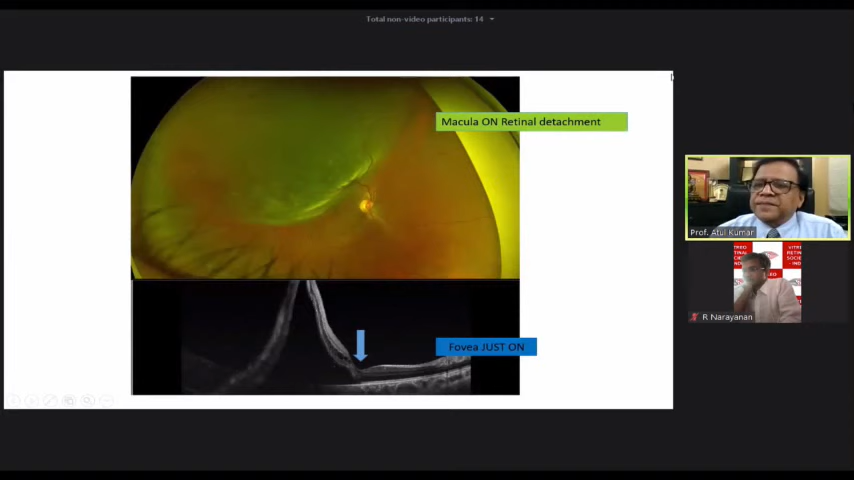 Total non-video participants: 14
Macula ON Retinal detachment
Fovea JUST ON
Prof. Atul Kumar
R Narayanan